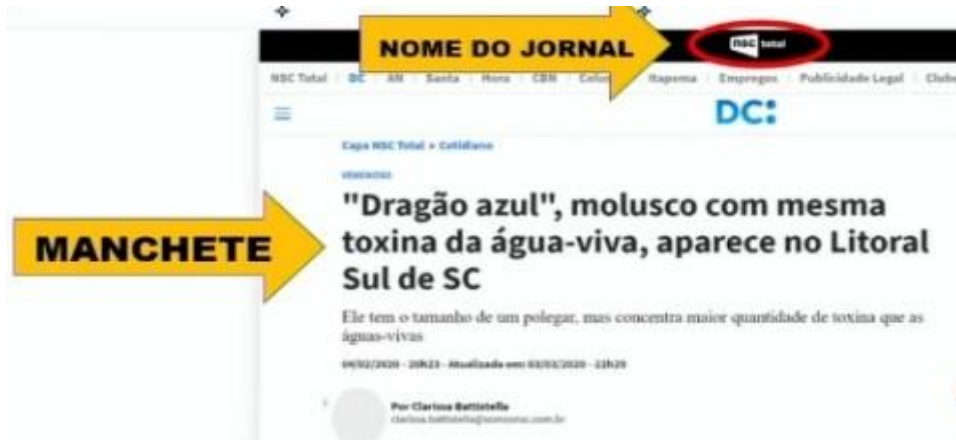 NOME DO JORNAL
nsc total
NSC Total DC AN Santa Hora CBN Itapema Empregos Publicidade Legal Clube
DC:
Capa NSC Total » Cotidiano
VENENOSO
MANCHETE
"Dragão azul", molusco com mesma
toxina da água-viva, aparece no Litoral
Sul de SC
Ele tem o tamanho de um polegar, mas concentra maior quantidade de toxina que as
águas-vivas
Por Clarissa Battistella